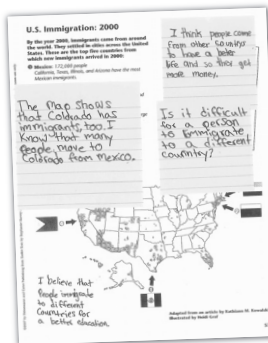 U.S. Immigration: 2000
By the year 2000, immigrants came from around
the world. They settled in cities across the United
States. These are the top five countries from
which new immigrants arrived in 2000:
Mexico: 173,000 people
California, Texas, Illinois, and Arizona have the most
Mexican immigrants.
I think people come
from other countrys
to have a beter
life and so they get
more money.
The map shows
that Colorado has
immigrants, too. I
know that many
people move to
Colorado from Mexico.
Is it difficult
for a person
to immigrate
to a different
country?
I believe that
People immigrate
to different
Countries for
a better education.
Adapted from an article by Kathleen M.
Illustrated by